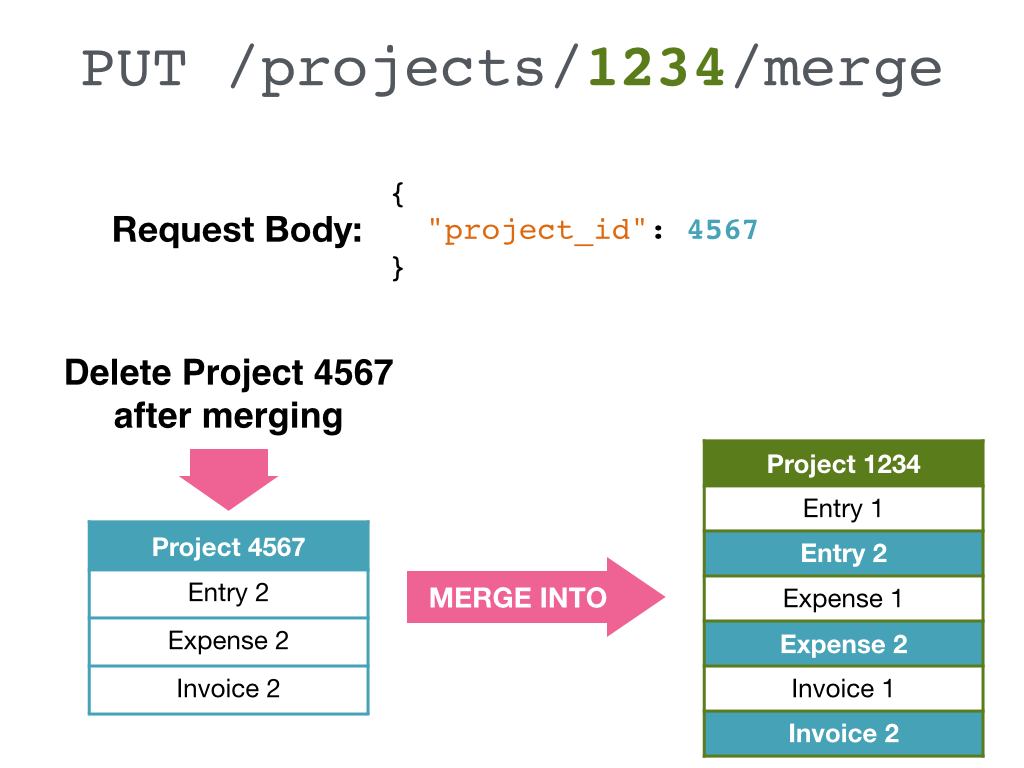 PUT /projects/1234/merge
{
Request Body:
"project_id": 4567
}
Delete Project 4567
after merging
Project 4567
Entry 2
Expense 2
Invoice 2
MERGE INTO
Project 1234
Entry 1
Entry 2
Expense 1
Expense 2
Invoice 1
Invoice 2